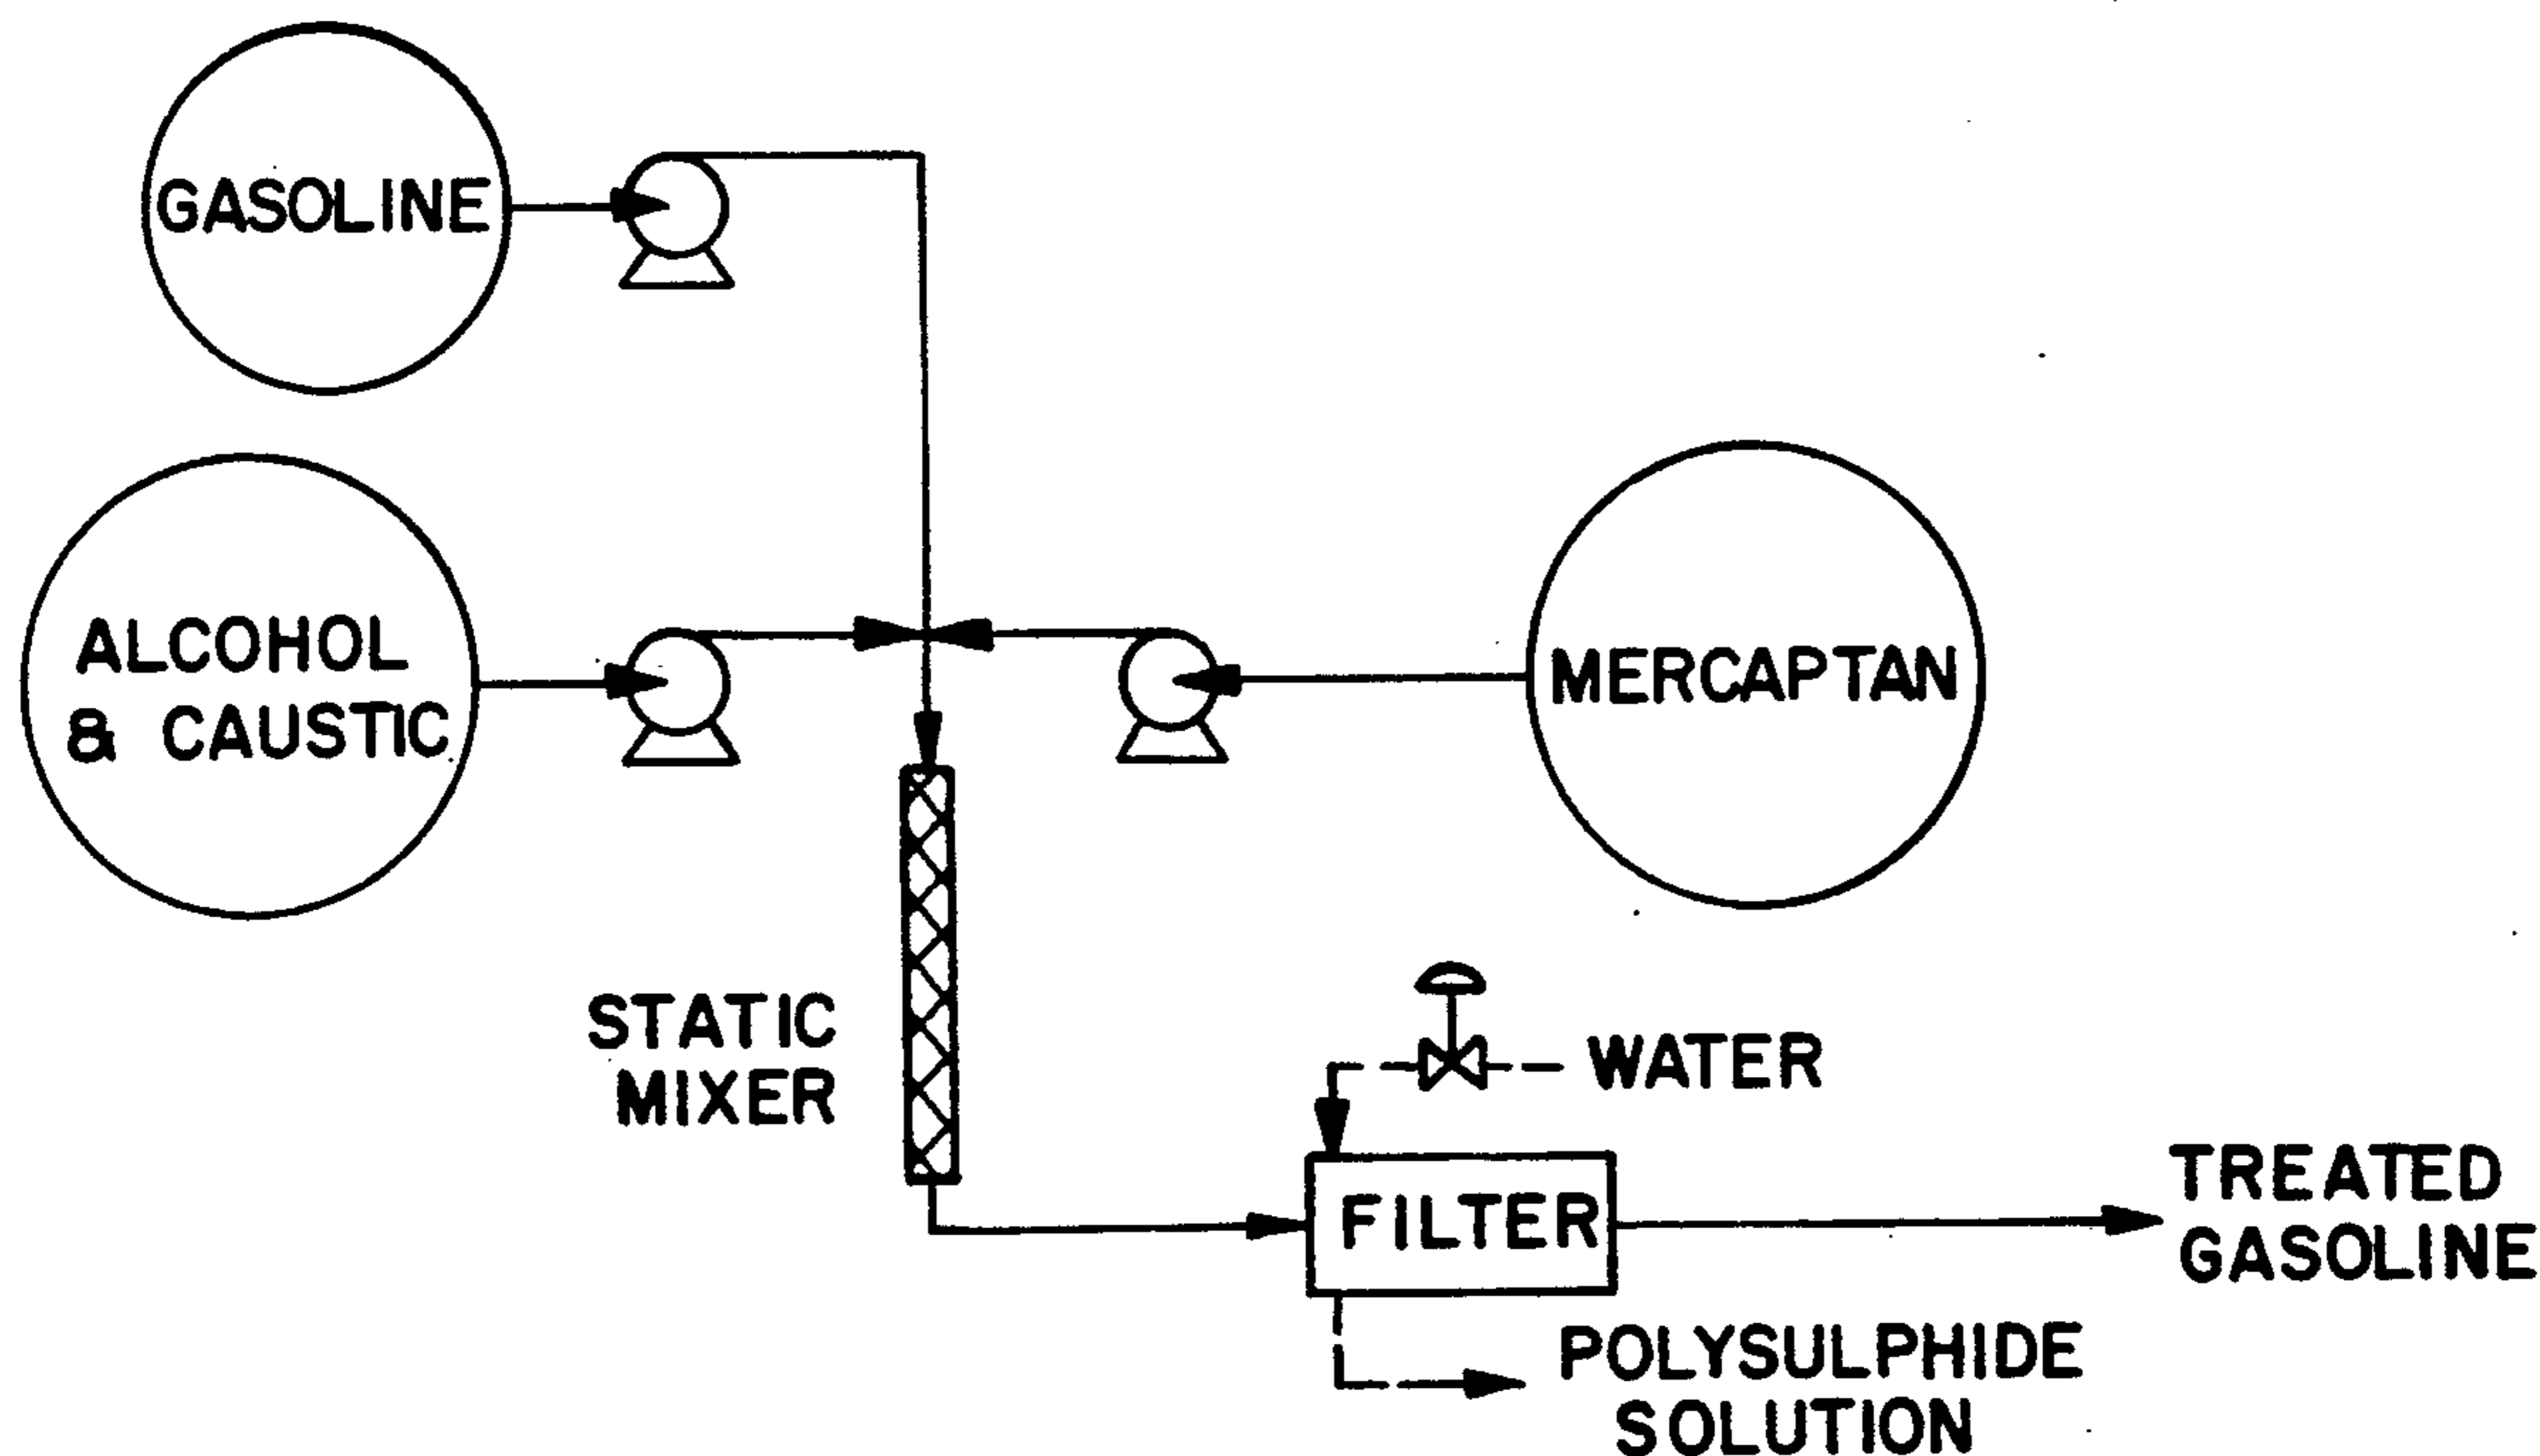 GASOLINE
ALCOHOL
& CAUSTIC
MERCAPTAN
STATIC
MIXER
WATER
FILTER
TREATED
GASOLINE
POLYSULPHIDE
SOLUTION